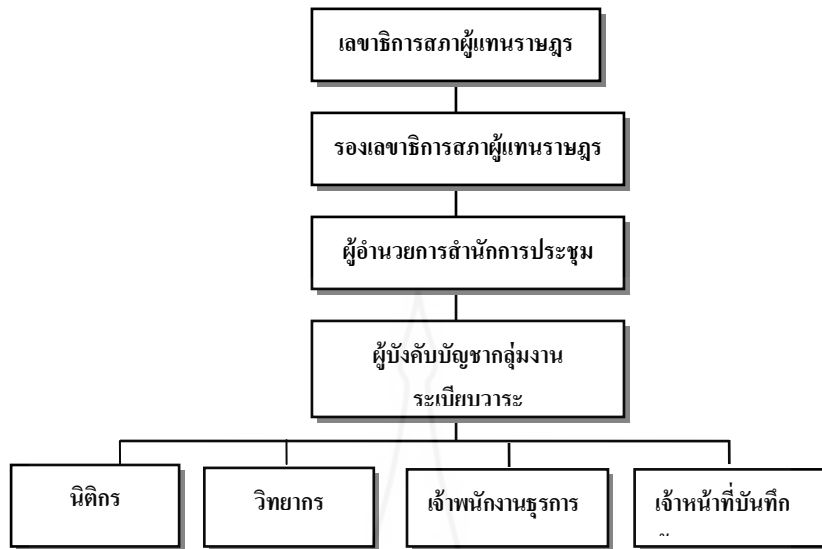 เลขาธิการสภาผู้แทนราษฎร
รองเลขาธิการสภาผู้แทนราษฎร
ผู้อำนวยการสำนักการประชุม
ผู้บังคับบัญชากลุ่มงาน
ระเบียบวาระ
นิติกร
วิทยากร
เจ้าพนักงานธุรการ
เจ้าหน้าที่บันทึก